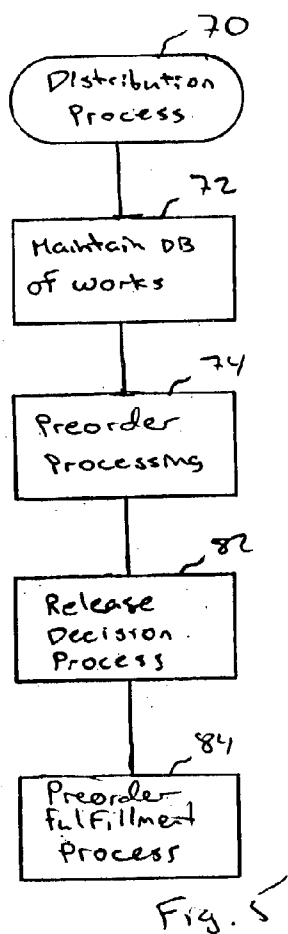 70
Distribution
Process
72
Maintain DB
of works
74
Preorder
Processing
82
Release
Decision
Process
84
Preorder
fulfillment
Process
Fig. 5